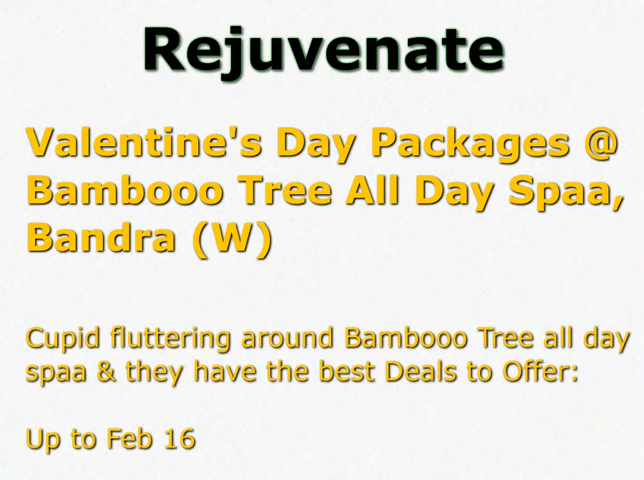 Rejuvenate
Valentine's Day Packages @
Bambooo Tree All Day Spaa,
Bandra (W)
Cupid fluttering around Bambooo Tree all day
spaa & they have the best Deals to Offer:
Up to Feb 16